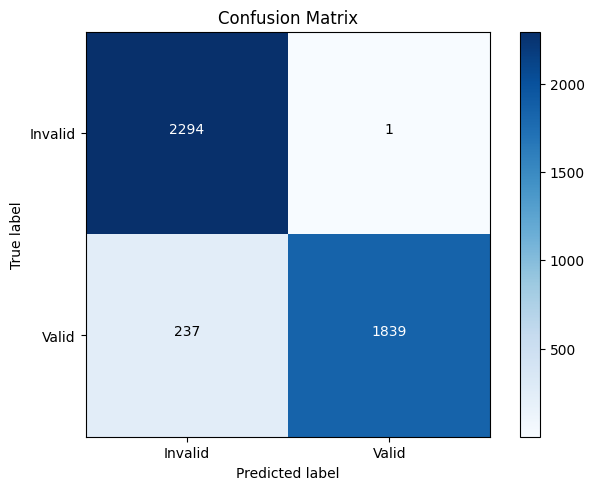 Confusion Matrix
2000
Invalid
2294
1
1500
True label
1000
Valid
237
1839
500
Invalid
Valid
Predicted label